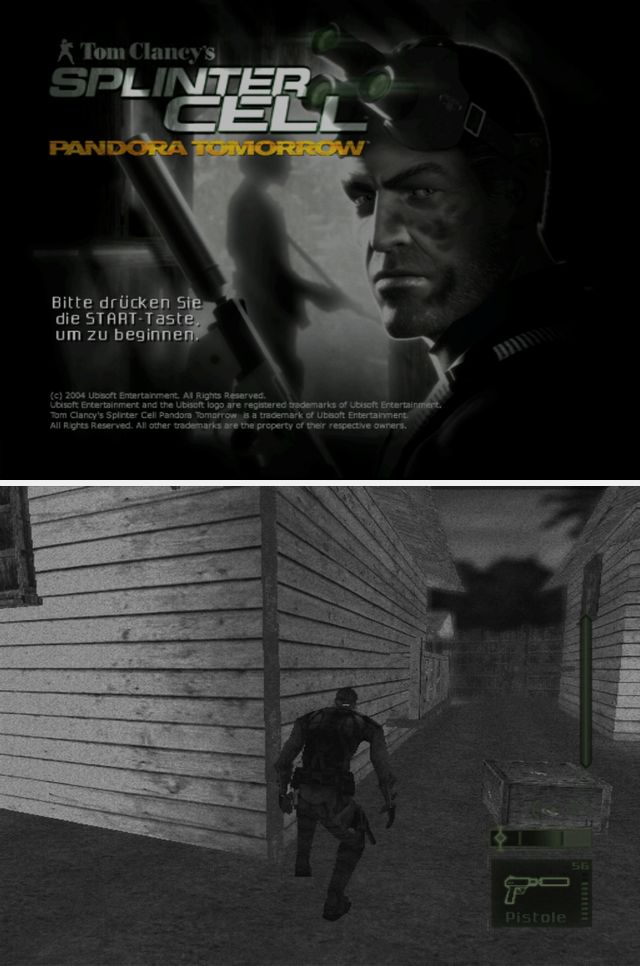 Tom Clancy's
SPLINTER
CELL
PANDORA TOMORROW
Bitte drücken Sie
die START-Taste,
um zu beginnen.
(c) 2004 Ubisoft Entertainment. All Rights Reserved.
Ubisoft Entertainment and the Ubisoft logo are registered trademarks of Ubisoft Entertainment.
Tom Clancy's Splinter Cell Pandora Tomorrow is a trademark of Ubisoft Entertainment.
All Rights Reserved. All other trademarks are the property of their respective owners.
56
Pistole